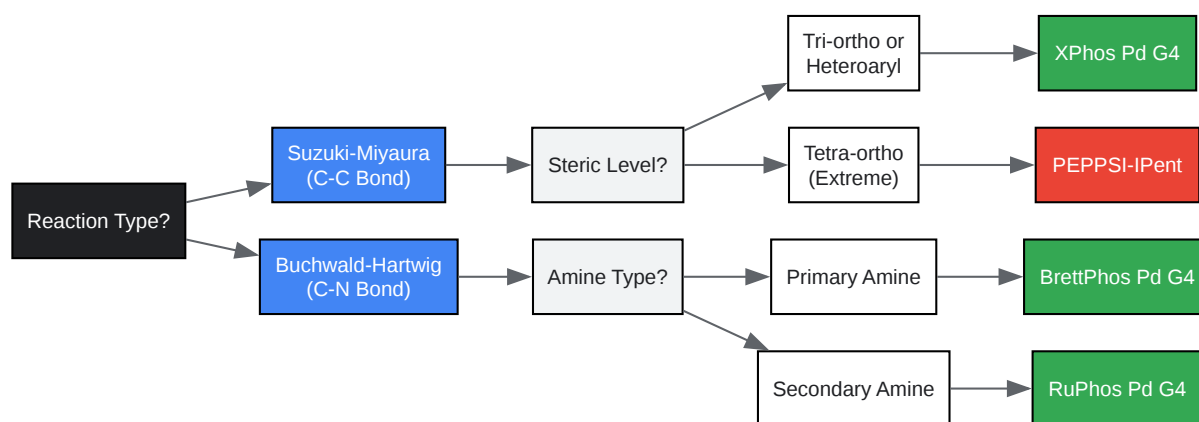 Reaction Type?
Suzuki-Miyaura
(C-C Bond)
Buchwald-Hartwig
(C-N Bond)
Steric Level?
Amine Type?
Tri-ortho or
Heteroaryl
Tetra-ortho
(Extreme)
Primary Amine
Secondary Amine
XPhos Pd G4
PEPPSI-IPent
BrettPhos Pd G4
RuPhos Pd G4